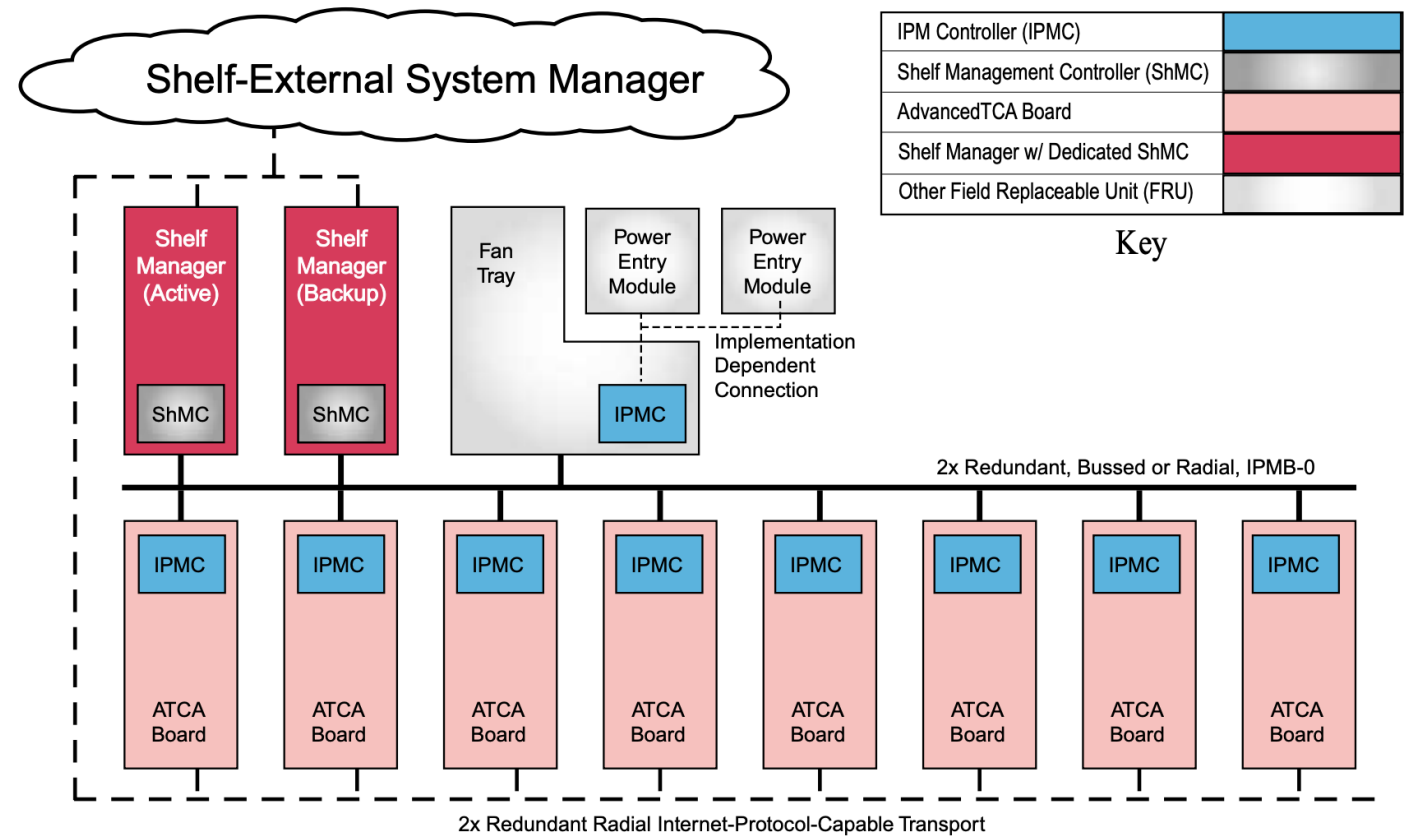 Shelf-External System Manager
IPM Controller (IPMC)
Shelf Management Controller (ShMC)
AdvancedTCA Board
Shelf Manager w/ Dedicated ShMC
Other Field Replaceable Unit (FRU)
Key
Shelf
Manager
(Active)
ShMC
Shelf
Manager
(Backup)
ShMC
Fan
Tray
Power
Entry
Module
Power
Entry
Module
Implementation
Dependent
Connection
IPMC
2x Redundant, Bussed or Radial, IPMB-0
IPMC
ATCA
Board
IPMC
ATCA
Board
IPMC
ATCA
Board
IPMC
ATCA
Board
IPMC
ATCA
Board
IPMC
ATCA
Board
IPMC
ATCA
Board
IPMC
ATCA
Board
2x Redundant Radial Internet-Protocol-Capable Transport